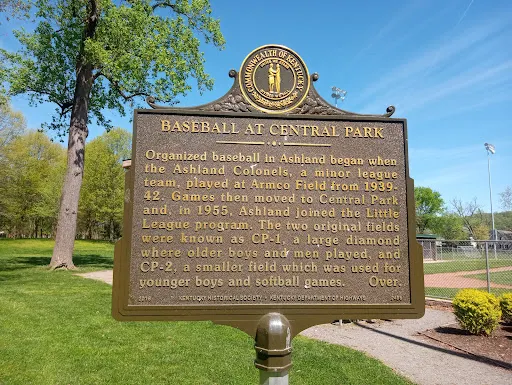 COMMONWEALTH OF KENTUCKY
BASEBALL AT CENTRAL PARK
Organized baseball in Ashland began when
the Ashland Colonels, a minor league
team, played at Armco Field from 1939-
42. Games then moved to Central Park
and, in 1955, Ashland joined the Little
League program. The two original fields
were known as CP-1, a large diamond
where older boys and men played, and
CP-2, a smaller field which was used for
younger boys and softball games. Over.
KENTUCKY HISTORICAL SOCIETY • KENTUCKY DEPARTMENT OF HIGHWAYS